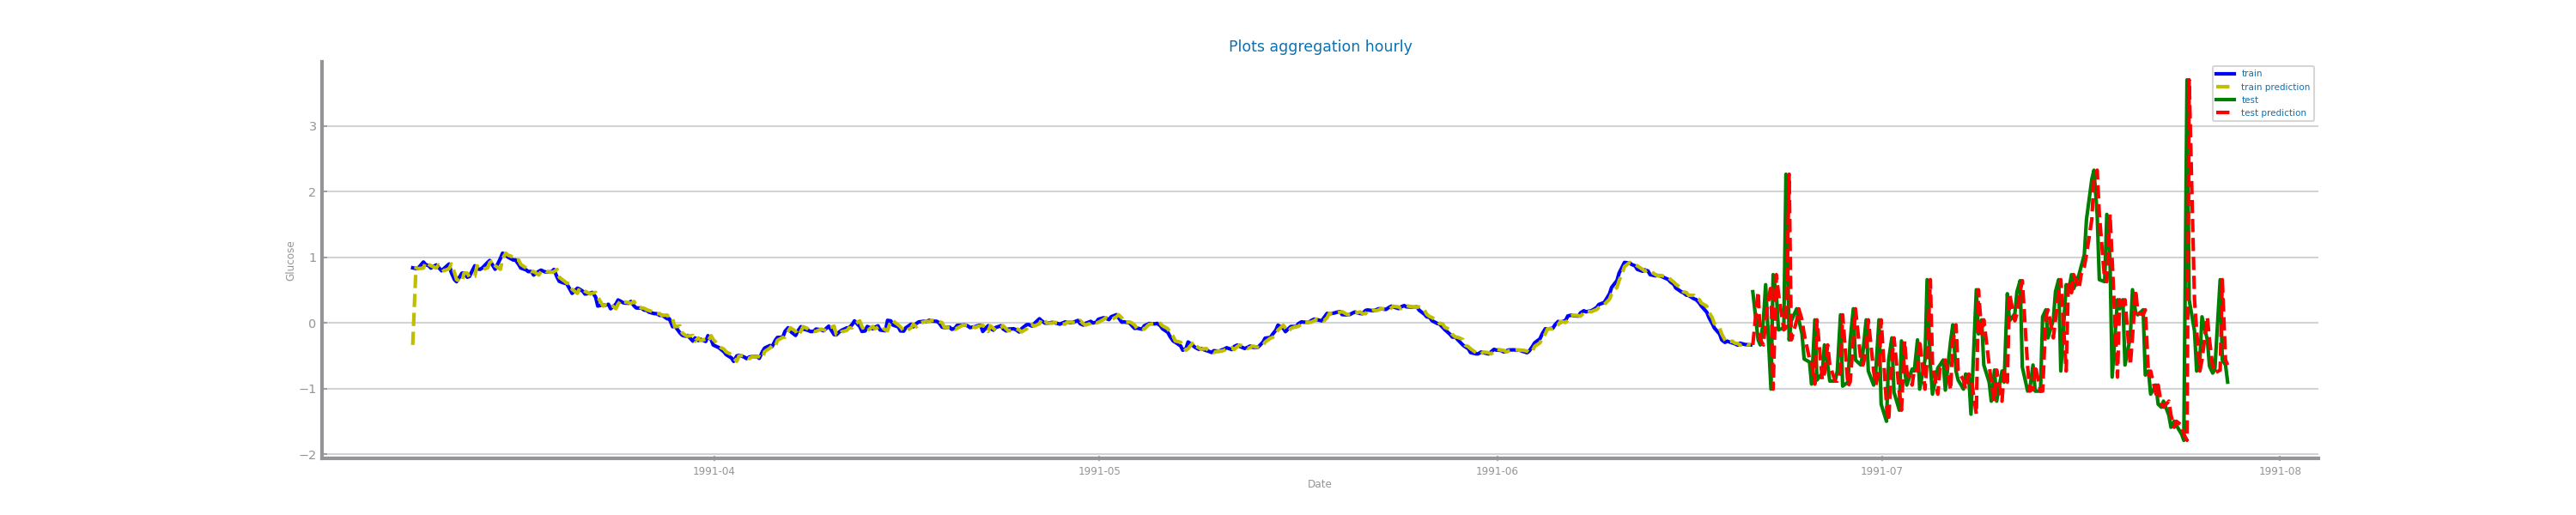 Plots aggregation hourly
train
train prediction
test
test prediction
Glucose
3
2
1
0
−1
−2
1991-04
1991-05
1991-06
1991-07
1991-08
Date